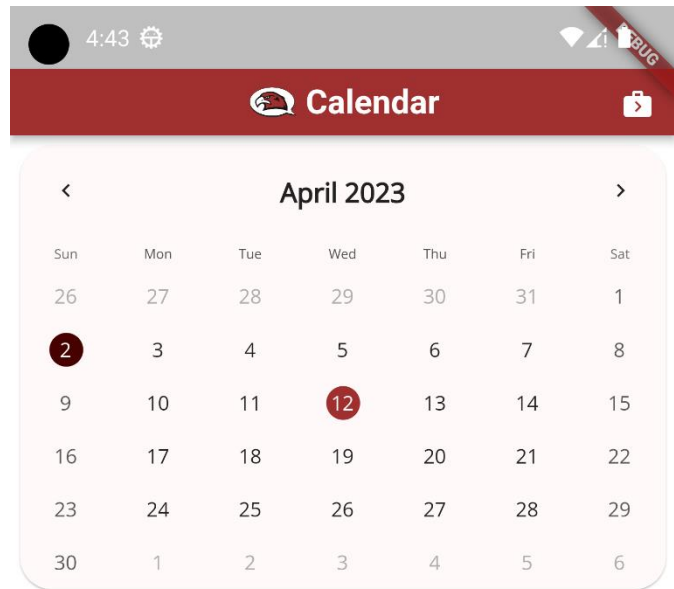 4:43
DEBUG
Calendar
April 2023
Sun Mon Tue Wed Thu Fri Sat
26 27 28 29 30 31 1
2 3 4 5 6 7 8
9 10 11 12 13 14 15
16 17 18 19 20 21 22
23 24 25 26 27 28 29
30 1 2 3 4 5 6